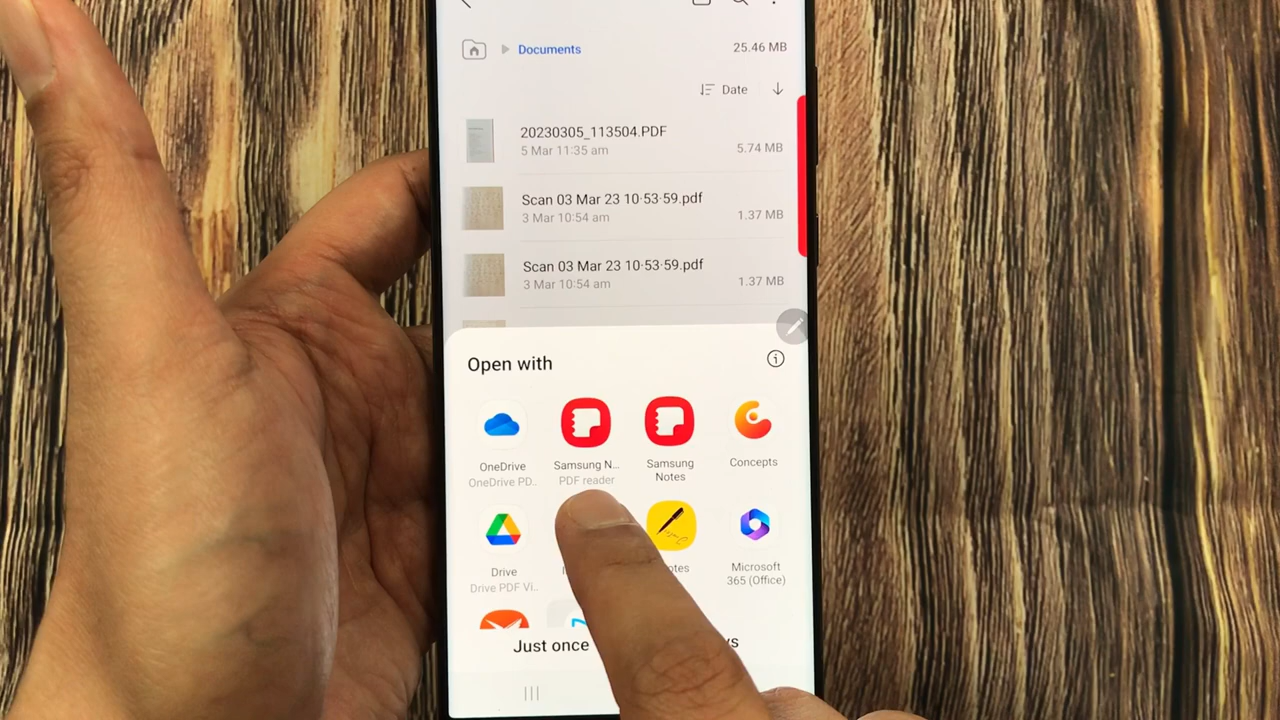 Documents
25.46 MB
Date
20230305_113504.PDF
5 Mar 11:35 am
5.74 MB
Scan 03 Mar 23 10·53·59.pdf
3 Mar 10:54 am
1.37 MB
Scan 03 Mar 23 10·53·59.pdf
3 Mar 10:54 am
1.37 MB
Open with
OneDrive
OneDrive PD..
Samsung N...
PDF reader
Samsung
Notes
Concepts
Drive
Drive PDF Vi..
Microsoft
365 (Office)
Just once